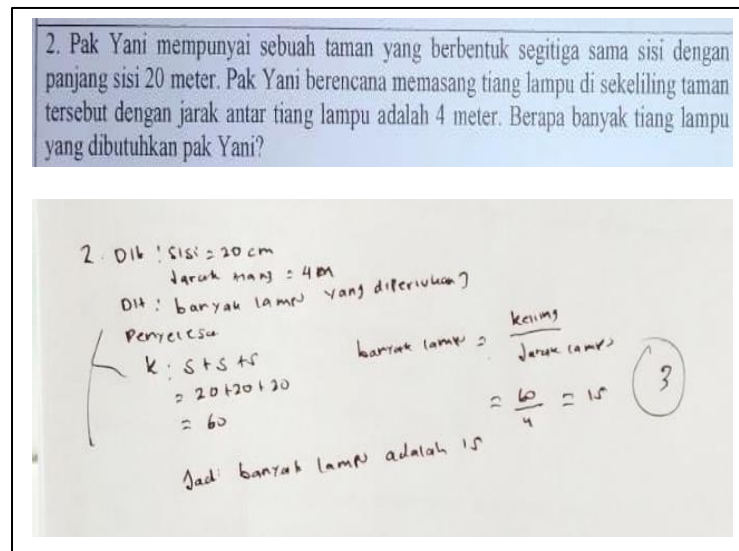 2. Pak Yani mempunyai sebuah taman yang berbentuk segitiga sama sisi dengan
panjang sisi 20 meter. Pak Yani berencana memasang tiang lampu di sekeliling taman
tersebut dengan jarak antar tiang lampu adalah 4 meter. Berapa banyak tiang lampu
yang dibutuhkan pak Yani?
2. Dik : Sisi = 20 cm
Jarak tiang = 4 m
Dit : banyak lampu yang diperlukan?
Penyelesa
K : S + S + S
= 20 + 20 + 20
= 60
banyak lampu = keliling / Jarak lampu
= 60 / 4 = 15
3
Jadi banyak lampu adalah 15